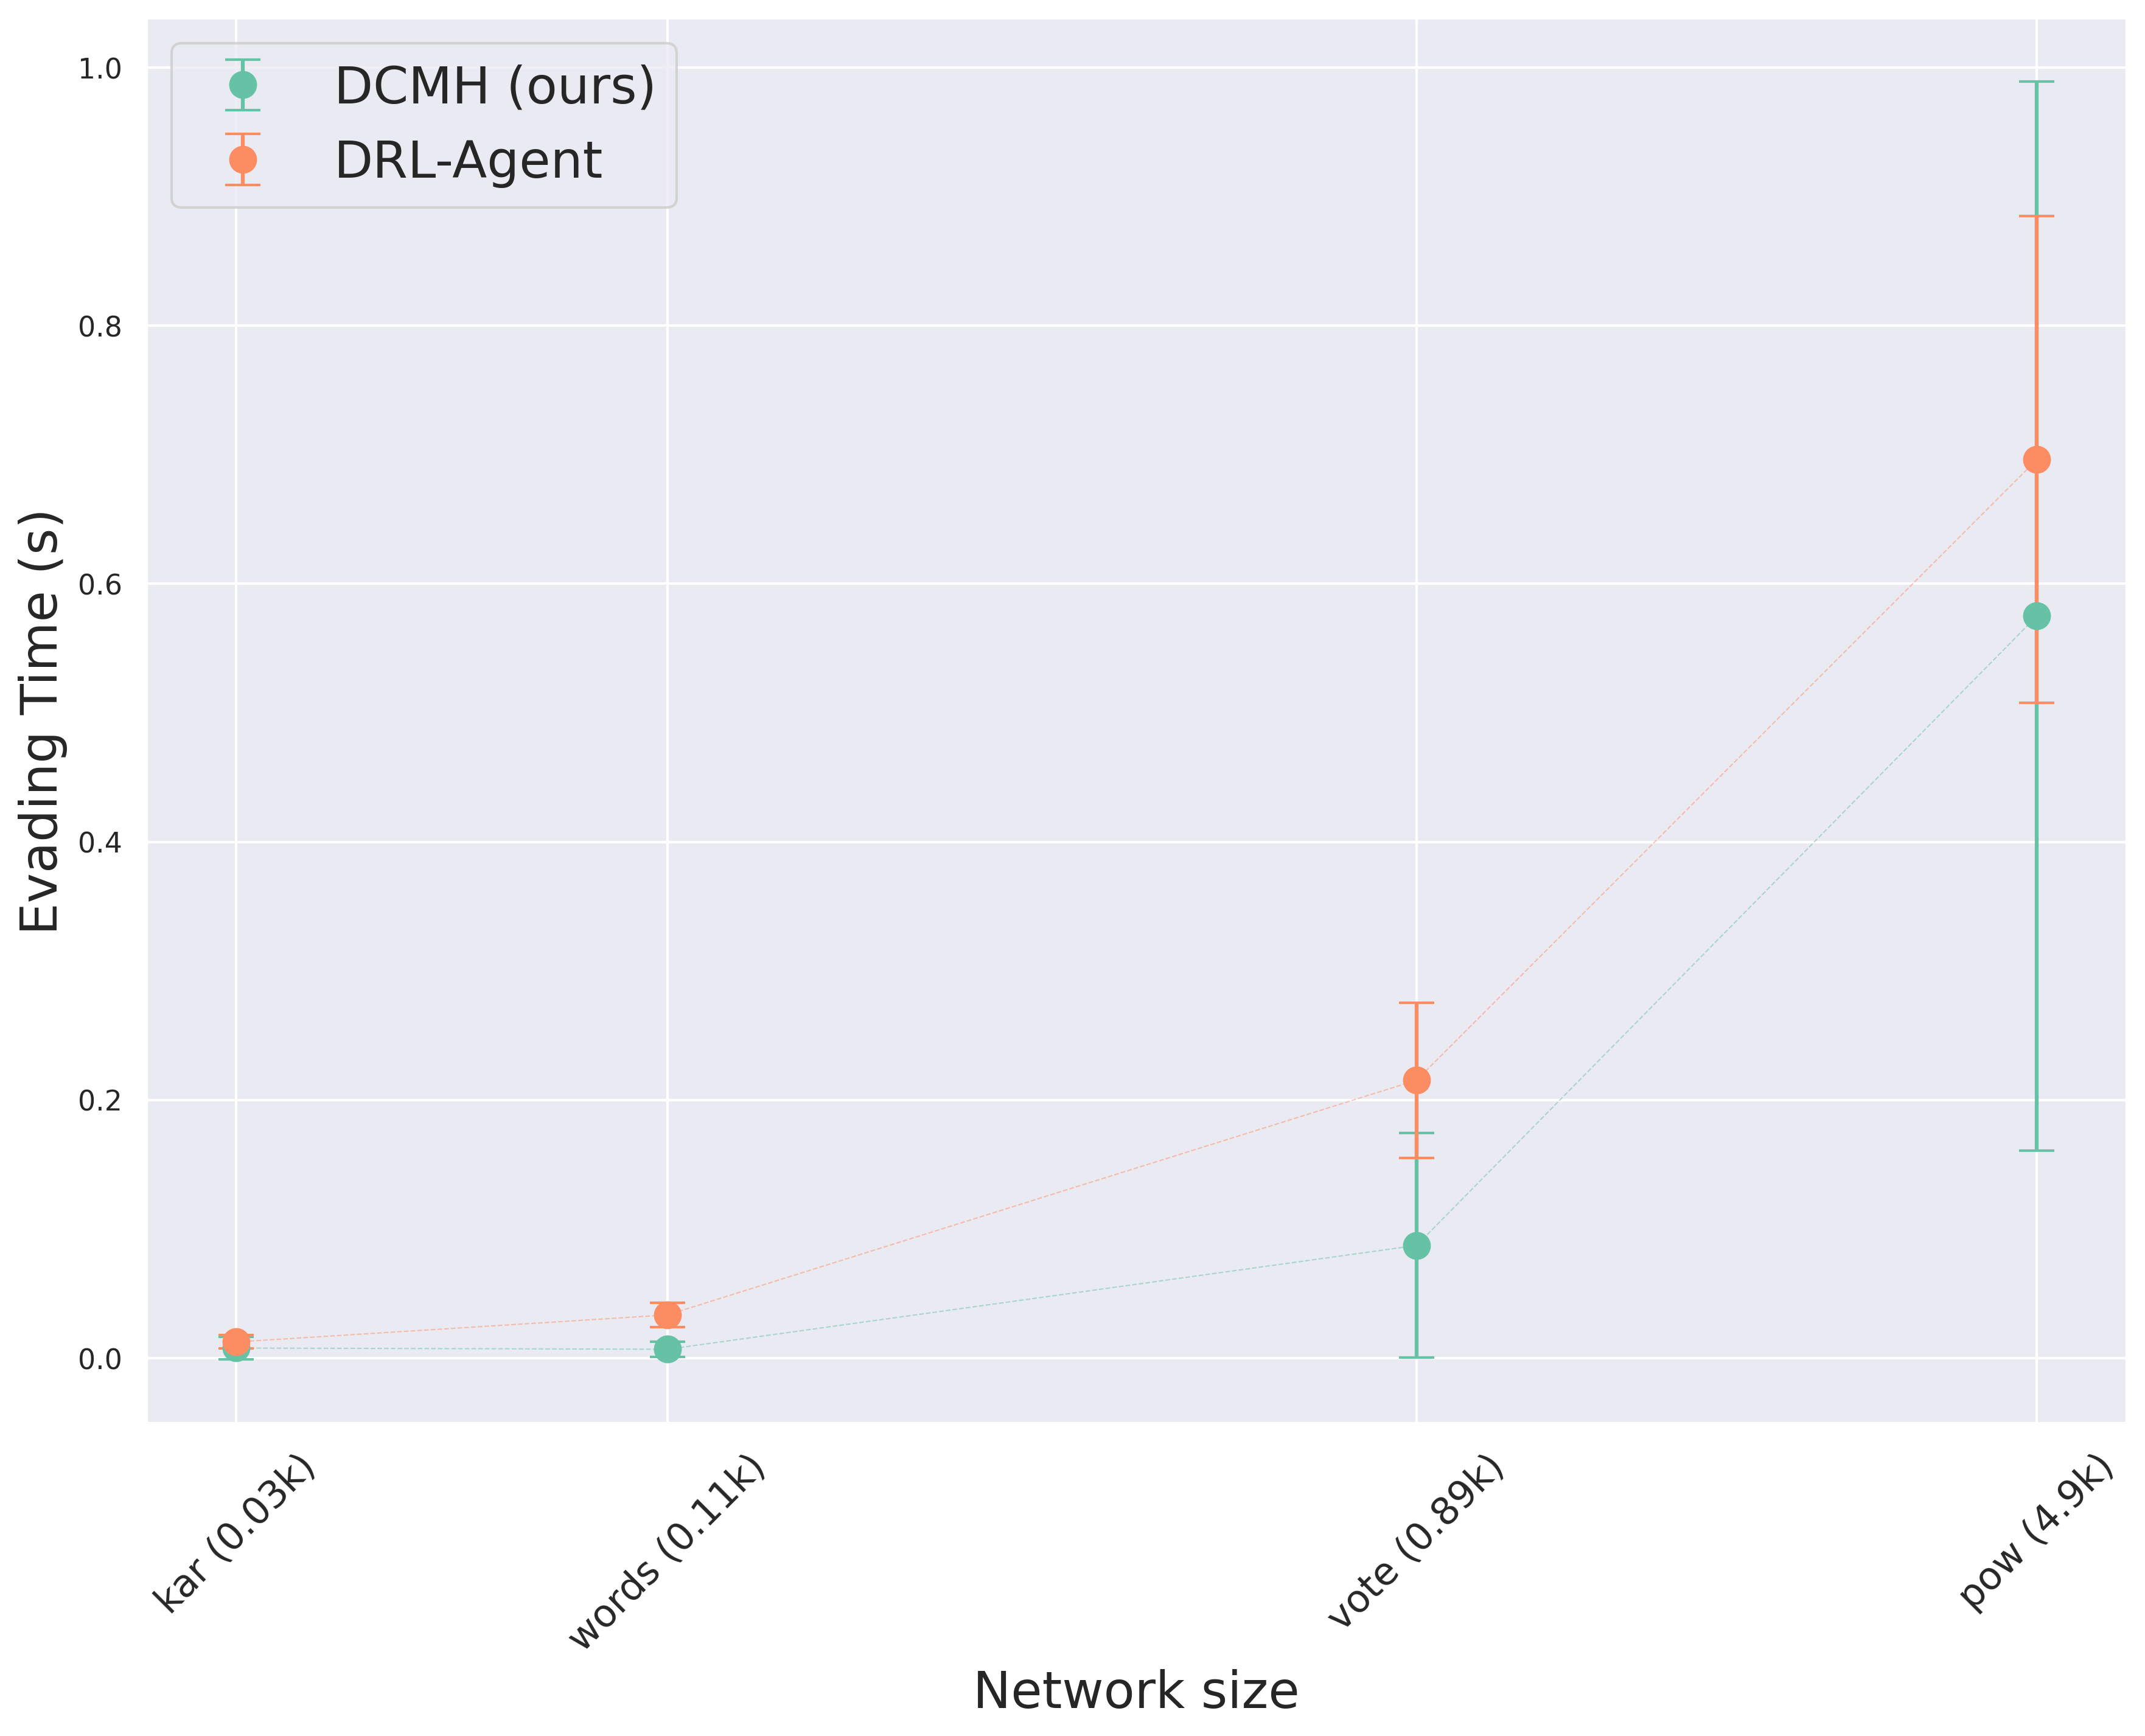 DCMH (ours)
DRL-Agent
Evading Time (s)
1.0
0.8
0.6
0.4
0.2
0.0
kar (0.03k)
words (0.11k)
vote (0.89k)
pow (4.9k)
Network size